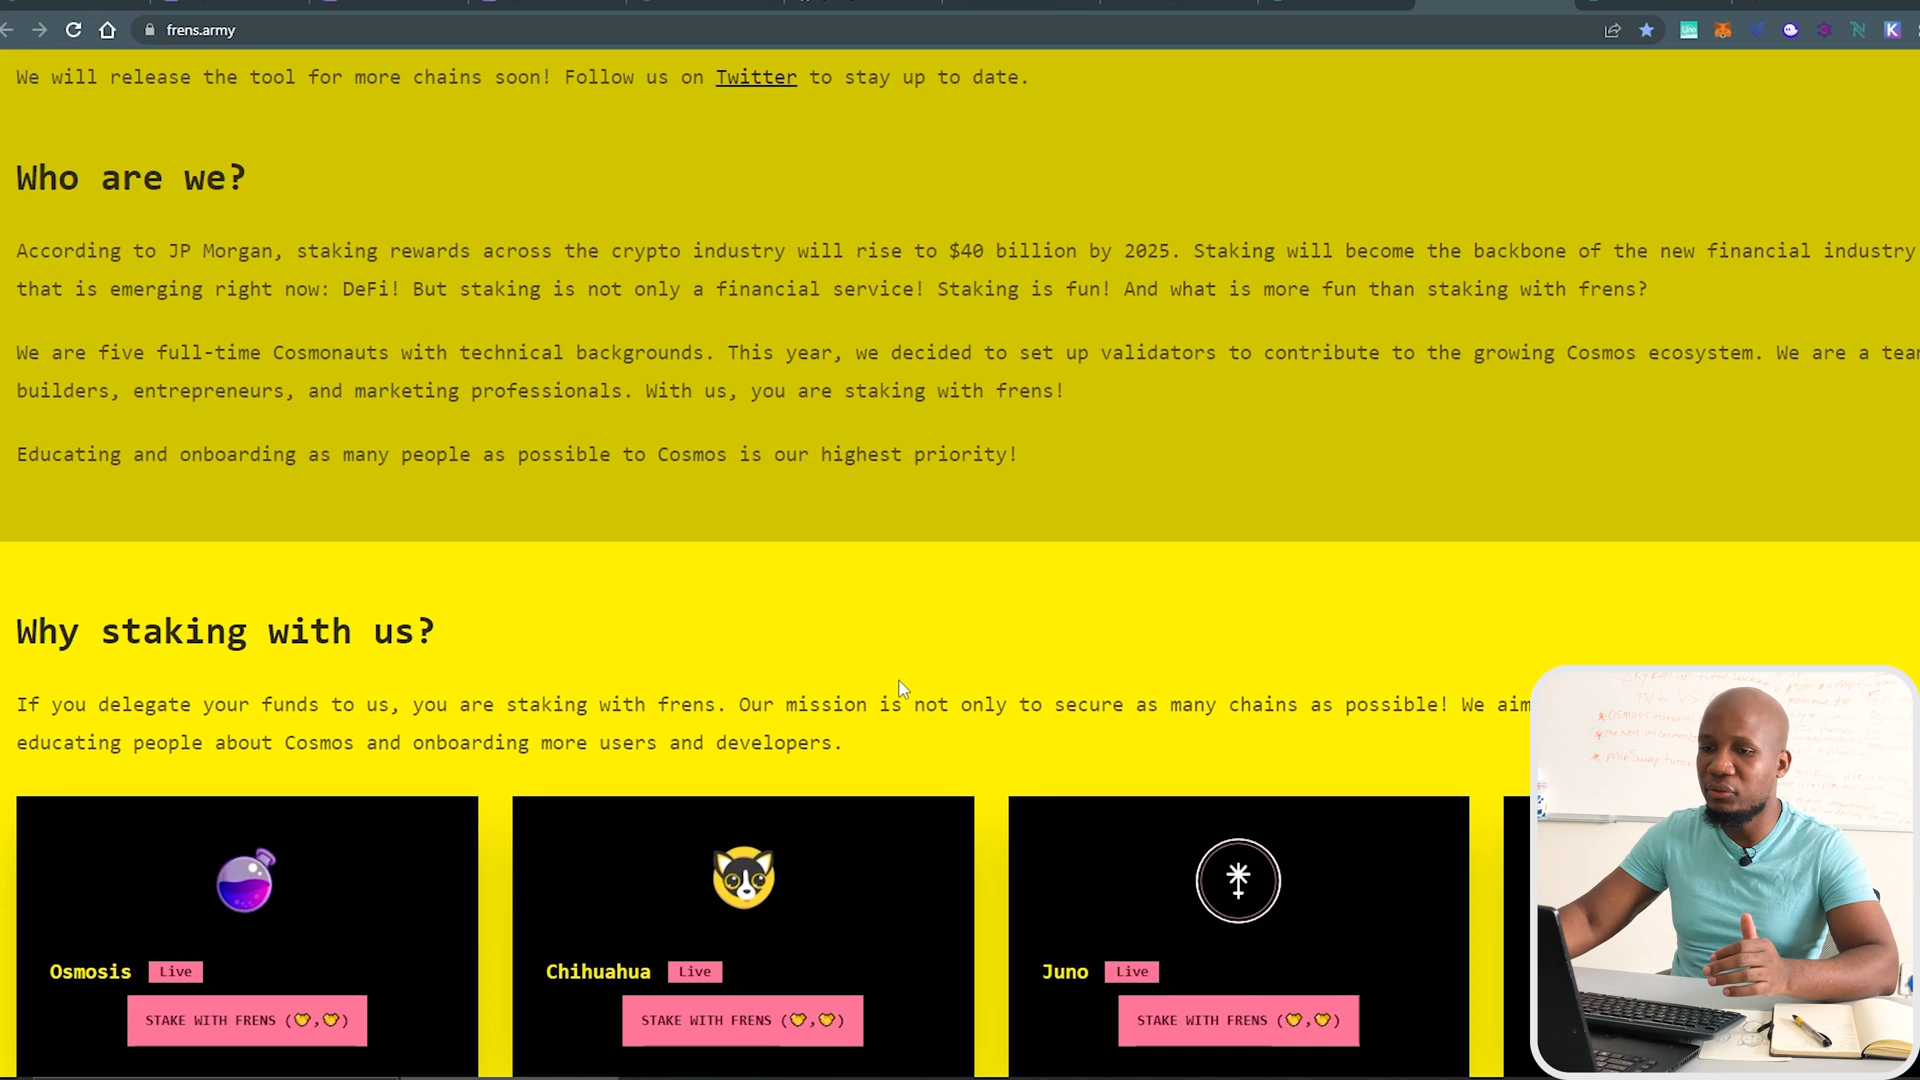 frens.army
We will release the tool for more chains soon! Follow us on Twitter to stay up to date.
Who are we?
According to JP Morgan, staking rewards across the crypto industry will rise to $40 billion by 2025. Staking will become the backbone of the new financial industry
that is emerging right now: DeFi! But staking is not only a financial service! Staking is fun! And what is more fun than staking with frens?
We are five full-time Cosmonauts with technical backgrounds. This year, we decided to set up validators to contribute to the growing Cosmos ecosystem. We are a
builders, entrepreneurs, and marketing professionals. With us, you are staking with frens!
Educating and onboarding as many people as possible to Cosmos is our highest priority!
Why staking with us?
If you delegate your funds to us, you are staking with frens. Our mission is not only to secure as many chains as possible! We aim
educating people about Cosmos and onboarding more users and developers.
Osmosis Live
STAKE WITH FRENS
Chihuahua Live
STAKE WITH FRENS
Juno Live
STAKE WITH FRENS